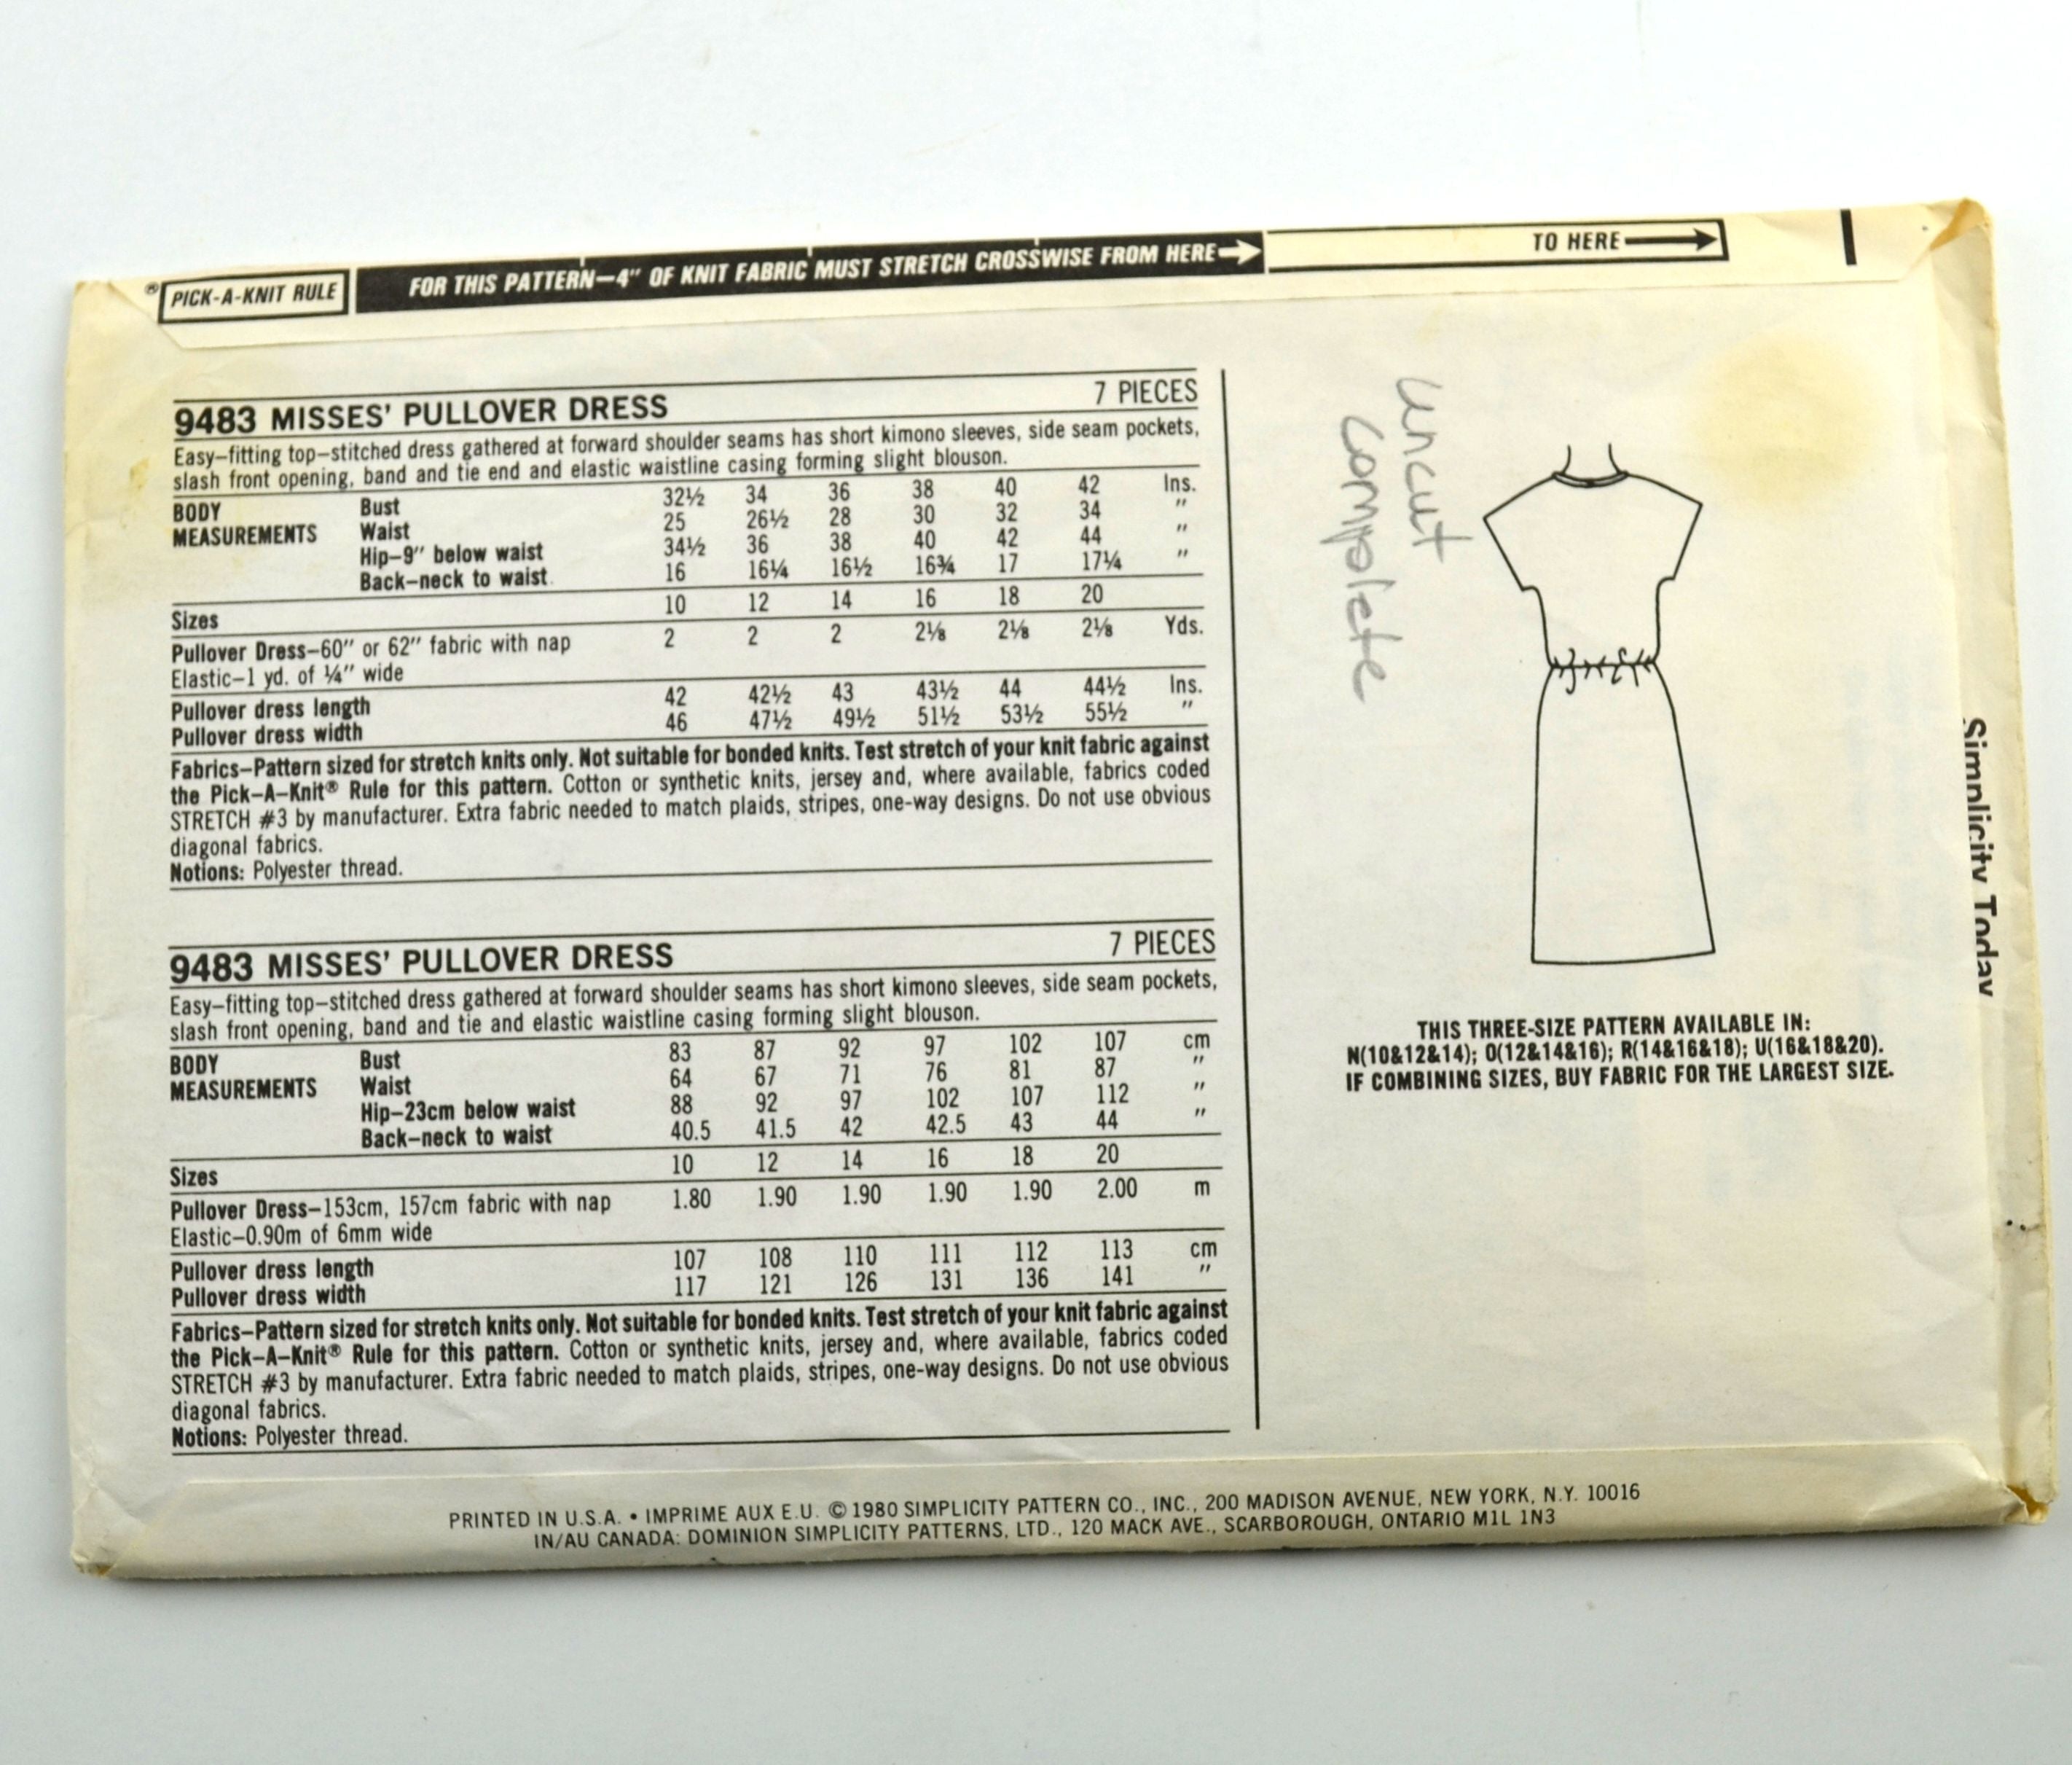 ® PICK-A-KNIT RULE FOR THIS PATTERN—4″ OF KNIT FABRIC MUST STRETCH CROSSWISE FROM HERE → TO HERE →
9483 MISSES' PULLOVER DRESS 7 PIECES
Easy–fitting top–stitched dress gathered at forward shoulder seams has short kimono sleeves, side seam pockets,
slash front opening, band and tie end and elastic waistline casing forming slight blouson.
BODY Bust 32½ 34 36 38 40 42 Ins.
MEASUREMENTS Waist 25 26½ 28 30 32 34 ″
Hip–9″ below waist 34½ 36 38 40 42 44 ″
Back–neck to waist 16 16¼ 16½ 16¾ 17 17¼ ″
Sizes 10 12 14 16 18 20
Pullover Dress–60″ or 62″ fabric with nap 2 2 2 2⅛ 2⅛ 2⅛ Yds.
Elastic–1 yd. of ¼″ wide
Pullover dress length 42 42½ 43 43½ 44 44½ Ins.
Pullover dress width 46 47½ 49½ 51½ 53½ 55½ ″
Fabrics–Pattern sized for stretch knits only. Not suitable for bonded knits. Test stretch of your knit fabric against
the Pick–A–Knit® Rule for this pattern. Cotton or synthetic knits, jersey and, where available, fabrics coded
STRETCH #3 by manufacturer. Extra fabric needed to match plaids, stripes, one-way designs. Do not use obvious
diagonal fabrics.
Notions: Polyester thread.
9483 MISSES' PULLOVER DRESS 7 PIECES
Easy–fitting top–stitched dress gathered at forward shoulder seams has short kimono sleeves, side seam pockets,
slash front opening, band and tie and elastic waistline casing forming slight blouson.
BODY Bust 83 87 92 97 102 107 cm
MEASUREMENTS Waist 64 67 71 76 81 87 ″
Hip–23cm below waist 88 92 97 102 107 112 ″
Back–neck to waist 40.5 41.5 42 42.5 43 44 ″
Sizes 10 12 14 16 18 20
Pullover Dress–153cm, 157cm fabric with nap 1.80 1.90 1.90 1.90 1.90 2.00 m
Elastic–0.90m of 6mm wide
Pullover dress length 107 108 110 111 112 113 cm
Pullover dress width 117 121 126 131 136 141 ″
Fabrics–Pattern sized for stretch knits only. Not suitable for bonded knits. Test stretch of your knit fabric against
the Pick–A–Knit® Rule for this pattern. Cotton or synthetic knits, jersey and, where available, fabrics coded
STRETCH #3 by manufacturer. Extra fabric needed to match plaids, stripes, one-way designs. Do not use obvious
diagonal fabrics.
Notions: Polyester thread.
uncut
complete
THIS THREE-SIZE PATTERN AVAILABLE IN:
N(10&12&14); O(12&14&16); R(14&16&18); U(16&18&20).
IF COMBINING SIZES, BUY FABRIC FOR THE LARGEST SIZE.
Simplicity Today
PRINTED IN U.S.A. • IMPRIME AUX E.U. © 1980 SIMPLICITY PATTERN CO., INC., 200 MADISON AVENUE, NEW YORK, N.Y. 10016
IN/AU CANADA: DOMINION SIMPLICITY PATTERNS, LTD., 120 MACK AVE., SCARBOROUGH, ONTARIO M1L 1N3